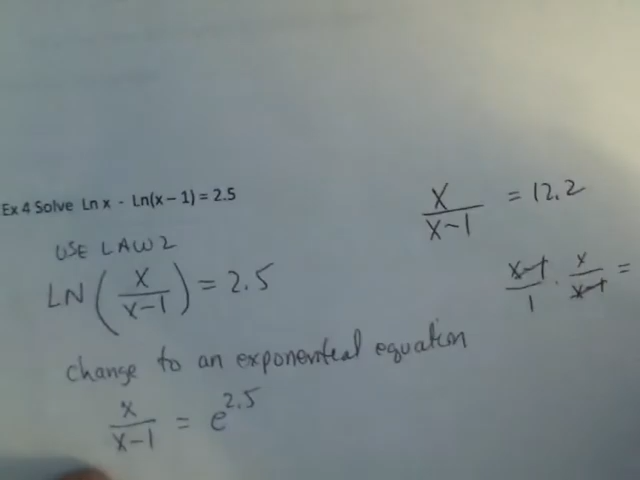 Ex 4 Solve Ln x - Ln(x – 1) = 2.5
USE LAW 2
LN(x/(x-1)) = 2.5
change to an exponential equation
x/(x-1) = e^2.5
x/(x-1) = 12.2
(x-1)/1 · x/(x-1) =